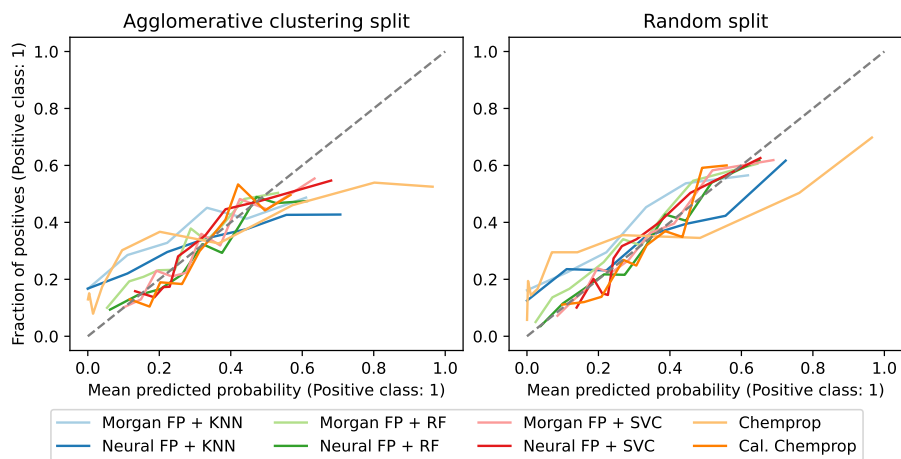 Agglomerative clustering split
Random split
Fraction of positives (Positive class: 1)
1.0
0.8
0.6
0.4
0.2
0.0
0.0 0.2 0.4 0.6 0.8 1.0
Mean predicted probability (Positive class: 1)
1.0
0.8
0.6
0.4
0.2
0.0
0.0 0.2 0.4 0.6 0.8 1.0
Mean predicted probability (Positive class: 1)
Morgan FP + KNN Morgan FP + RF Morgan FP + SVC Chemprop
Neural FP + KNN Neural FP + RF Neural FP + SVC Cal. Chemprop